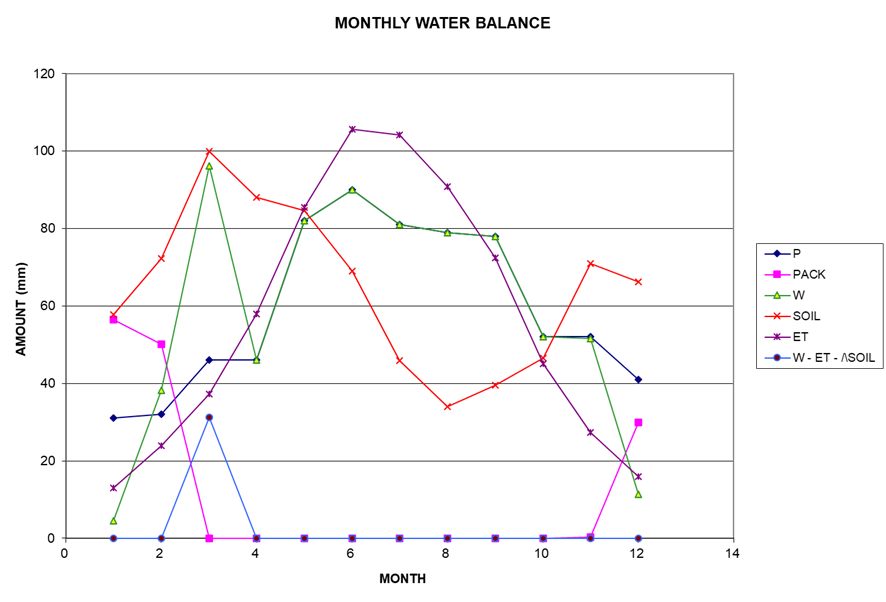 MONTHLY WATER BALANCE
120
100
80
60
40
20
0
AMOUNT (mm)
0 2 4 6 8 10 12 14
MONTH
P
PACK
W
SOIL
ET
W - ET - /\SOIL